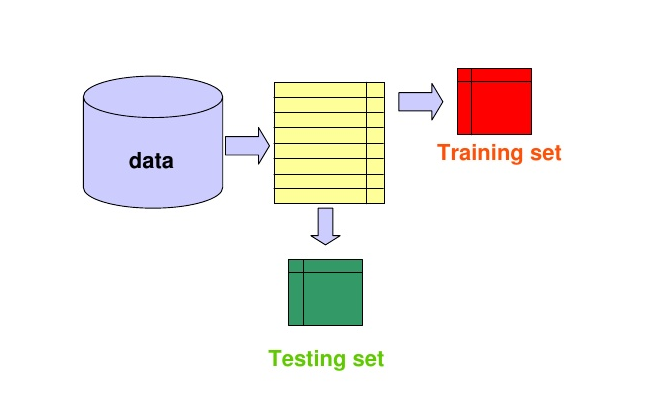 data
Training set
Testing set